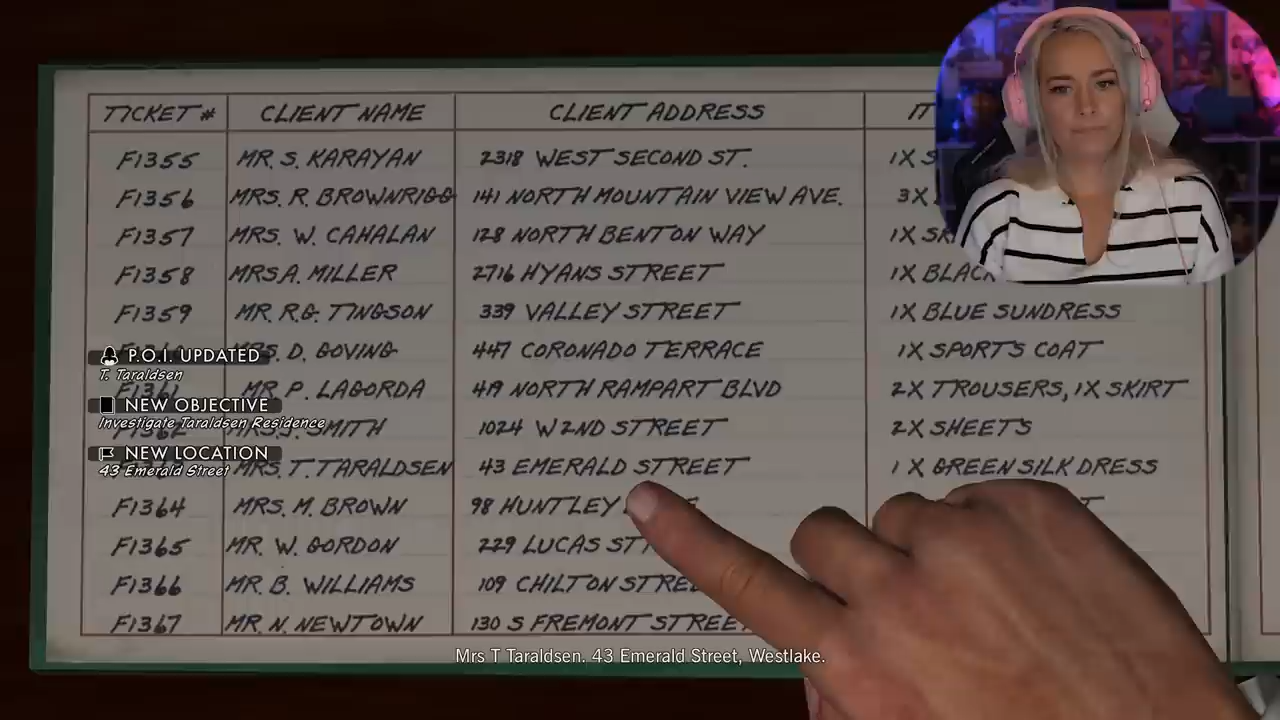 TICKET # CLIENT NAME CLIENT ADDRESS IT
F1355 MR. S. KARAYAN 2318 WEST SECOND ST. 1X S
F1356 MRS. R. BROWNRIGG 141 NORTH MOUNTAIN VIEW AVE. 3X
F1357 MRS. W. CAHALAN 128 NORTH BENTON WAY 1X SK
F1358 MRS A. MILLER 2716 HYANS STREET 1X BLACK
F1359 MR. R.G. TINGSON 339 VALLEY STREET 1X BLUE SUNDRESS
MRS. D. GOVING 447 CORONADO TERRACE 1X SPORTS COAT
P.O.I. UPDATED
T. Taraldsen
MR P. LAGORDA 419 NORTH RAMPART BLVD 2X TROUSERS, 1X SKIRT
NEW OBJECTIVE
Investigate Taraldsen Residence
SMITH 1024 W 2ND STREET 2X SHEETS
NEW LOCATION
43 Emerald Street
MRS. T. TARALDSEN 43 EMERALD STREET 1 X GREEN SILK DRESS
F1364 MRS. M. BROWN 98 HUNTLEY
F1365 MR. W. GORDON 229 LUCAS ST
F1366 MR. B. WILLIAMS 109 CHILTON STREE
F1367 MR. N. NEWTOWN 130 S FREMONT STREET
Mrs T Taraldsen. 43 Emerald Street, Westlake.